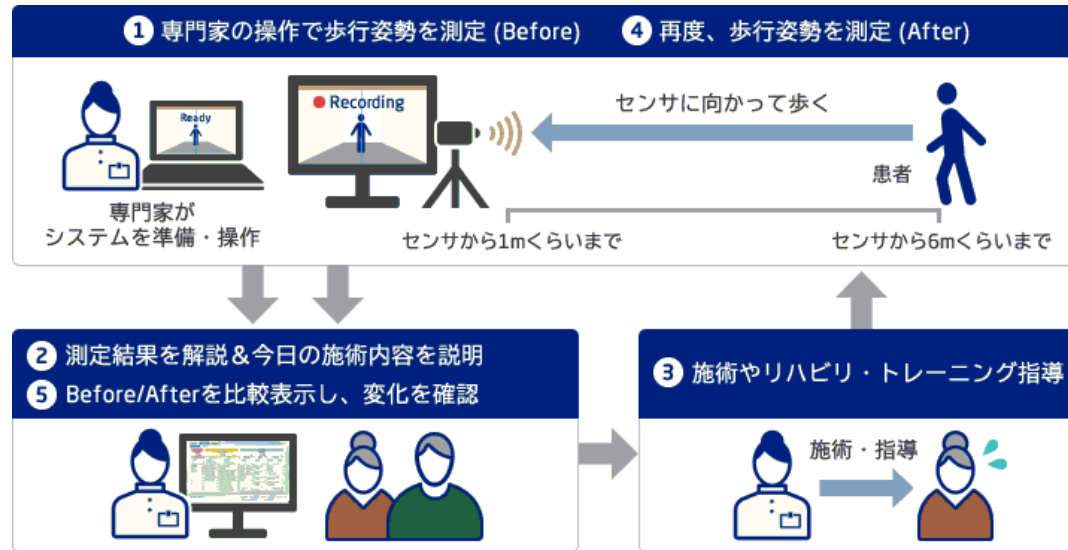 1 専門家の操作で歩行姿勢を測定 (Before)
4 再度、歩行姿勢を測定 (After)
Ready
Recording
センサに向かって歩く
患者
専門家が
システムを準備・操作
センサから1mくらいまで
センサから6mくらいまで
2 測定結果を解説&今日の施術内容を説明
5 Before/Afterを比較表示し、変化を確認
3 施術やリハビリ・トレーニング指導
施術・指導